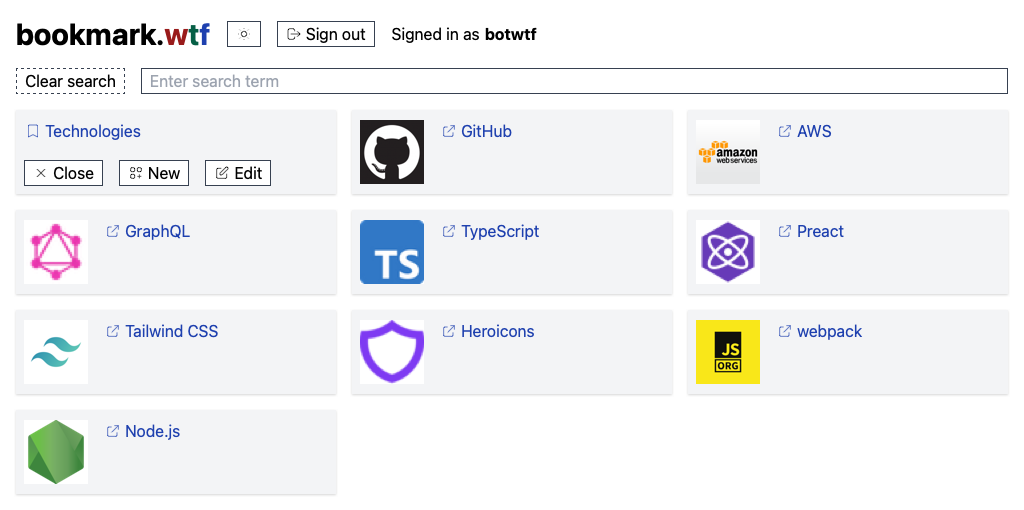 bookmark.wtf Sign out Signed in as botwtf
Clear search Enter search term
Technologies
Close New Edit
GitHub
amazon
web services
AWS
GraphQL
TS
TypeScript
Preact
Tailwind CSS
Heroicons
JS
ORG
webpack
Node.js